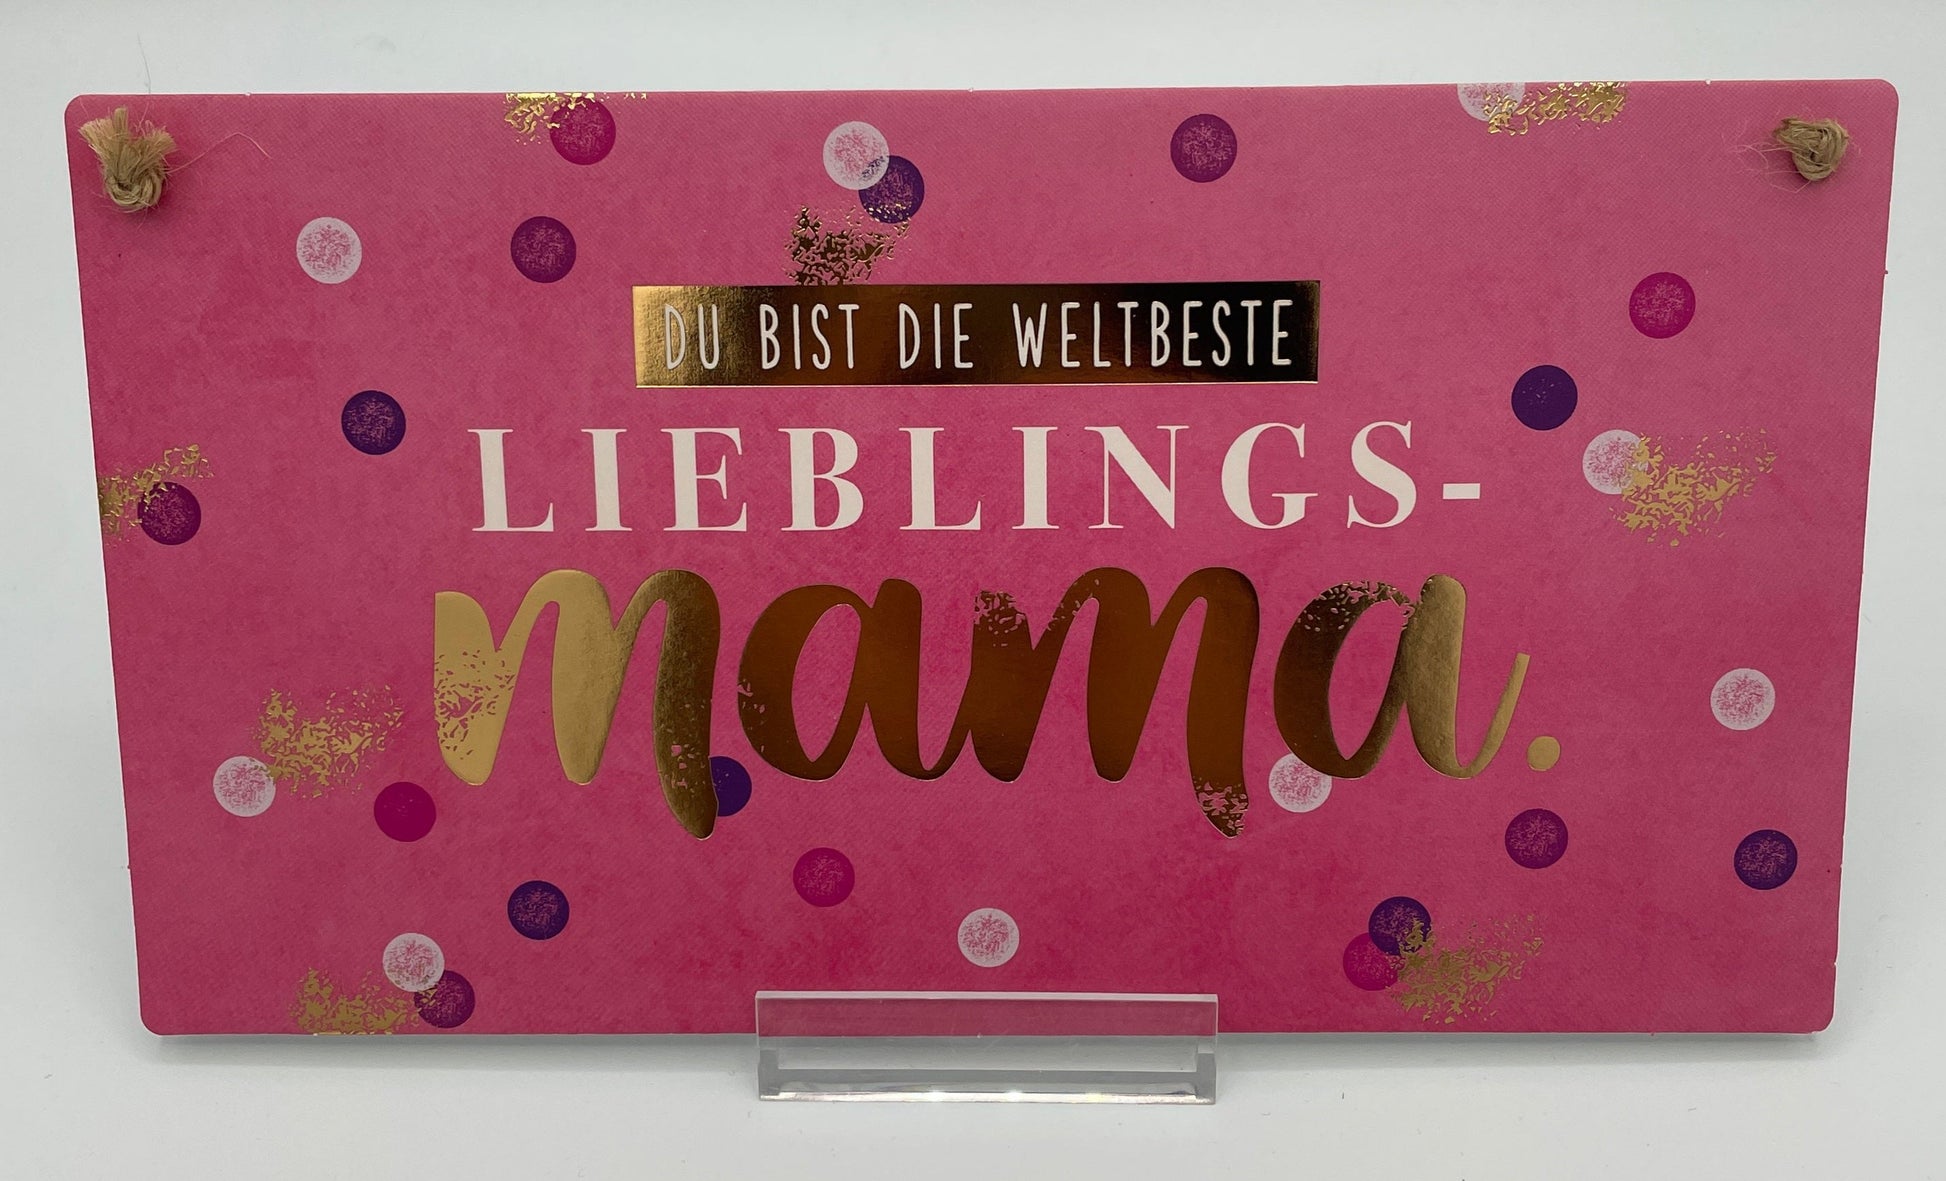 DU BIST DIE WELTBESTE
LIEBLINGS-
mama.